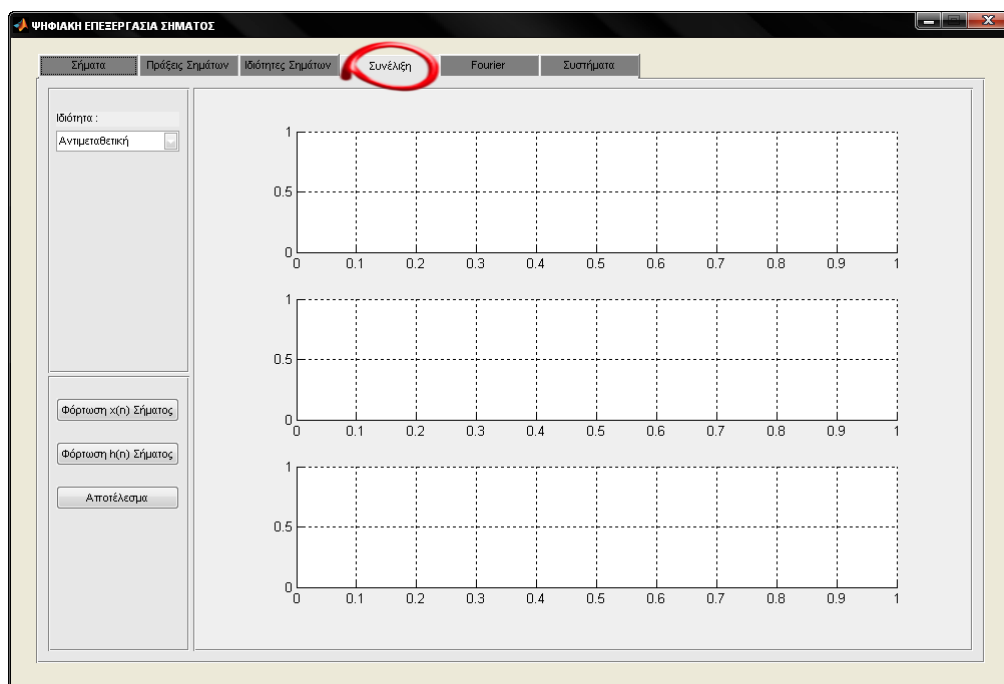 ΨΗΦΙΑΚΗ ΕΠΕΞΕΡΓΑΣΙΑ ΣΗΜΑΤΟΣ
Σήματα Πράξεις Σημάτων Ιδιότητες Σημάτων Συνέλιξη Fourier Συστήματα
Ιδιότητα :
Αντιμεταθετική
Φόρτωση x(n) Σήματος
Φόρτωση h(n) Σήματος
Αποτέλεσμα
1
0.5
0
0 0.1 0.2 0.3 0.4 0.5 0.6 0.7 0.8 0.9 1
1
0.5
0
0 0.1 0.2 0.3 0.4 0.5 0.6 0.7 0.8 0.9 1
1
0.5
0
0 0.1 0.2 0.3 0.4 0.5 0.6 0.7 0.8 0.9 1